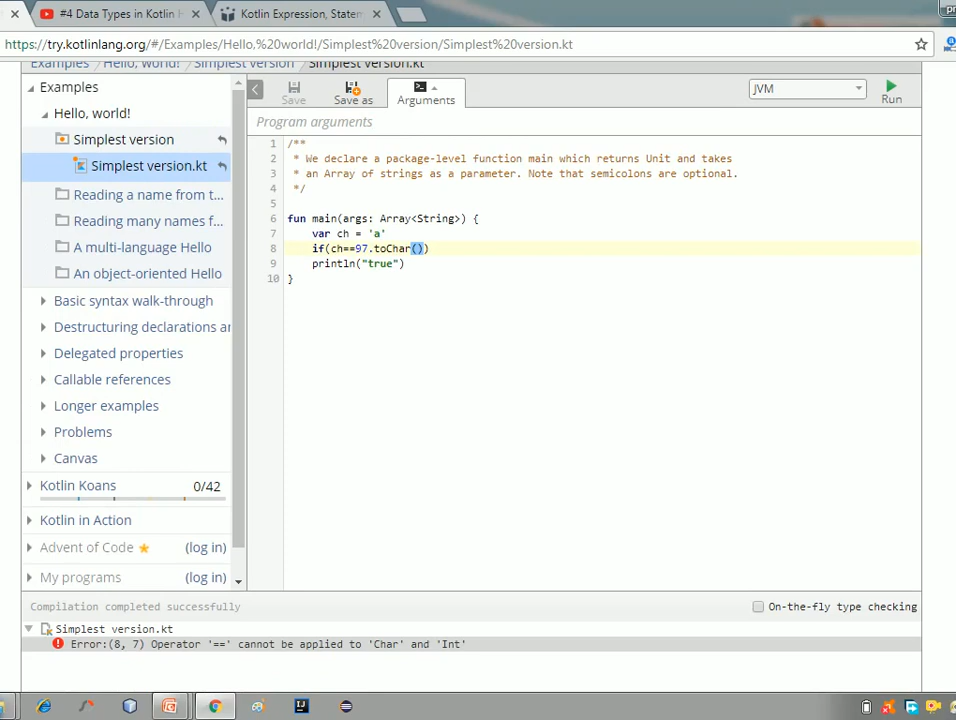 #4 Data Types in Kotlin H
Kotlin Expression, Statem
https://try.kotlinlang.org/#/Examples/Hello,%20world!/Simplest%20version/Simplest%20version.kt
Examples Hello, world! Simplest version Simplest version.kt
Examples
Hello, world!
Simplest version
Simplest version.kt
Reading a name from t...
Reading many names f...
A multi-language Hello
An object-oriented Hello
Basic syntax walk-through
Destructuring declarations ar
Delegated properties
Callable references
Longer examples
Problems
Canvas
Kotlin Koans 0/42
Kotlin in Action
Advent of Code (log in)
My programs (log in)
Save Save as Arguments JVM Run
Program arguments
1 /**
2 * We declare a package-level function main which returns Unit and takes
3 * an Array of strings as a parameter. Note that semicolons are optional.
4 */
5
6 fun main(args: Array<String>) {
7 var ch = 'a'
8 if(ch==97.toChar())
9 println("true")
10 }
Compilation completed successfully On-the-fly type checking
Simplest version.kt
Error:(8, 7) Operator '==' cannot be applied to 'Char' and 'Int'